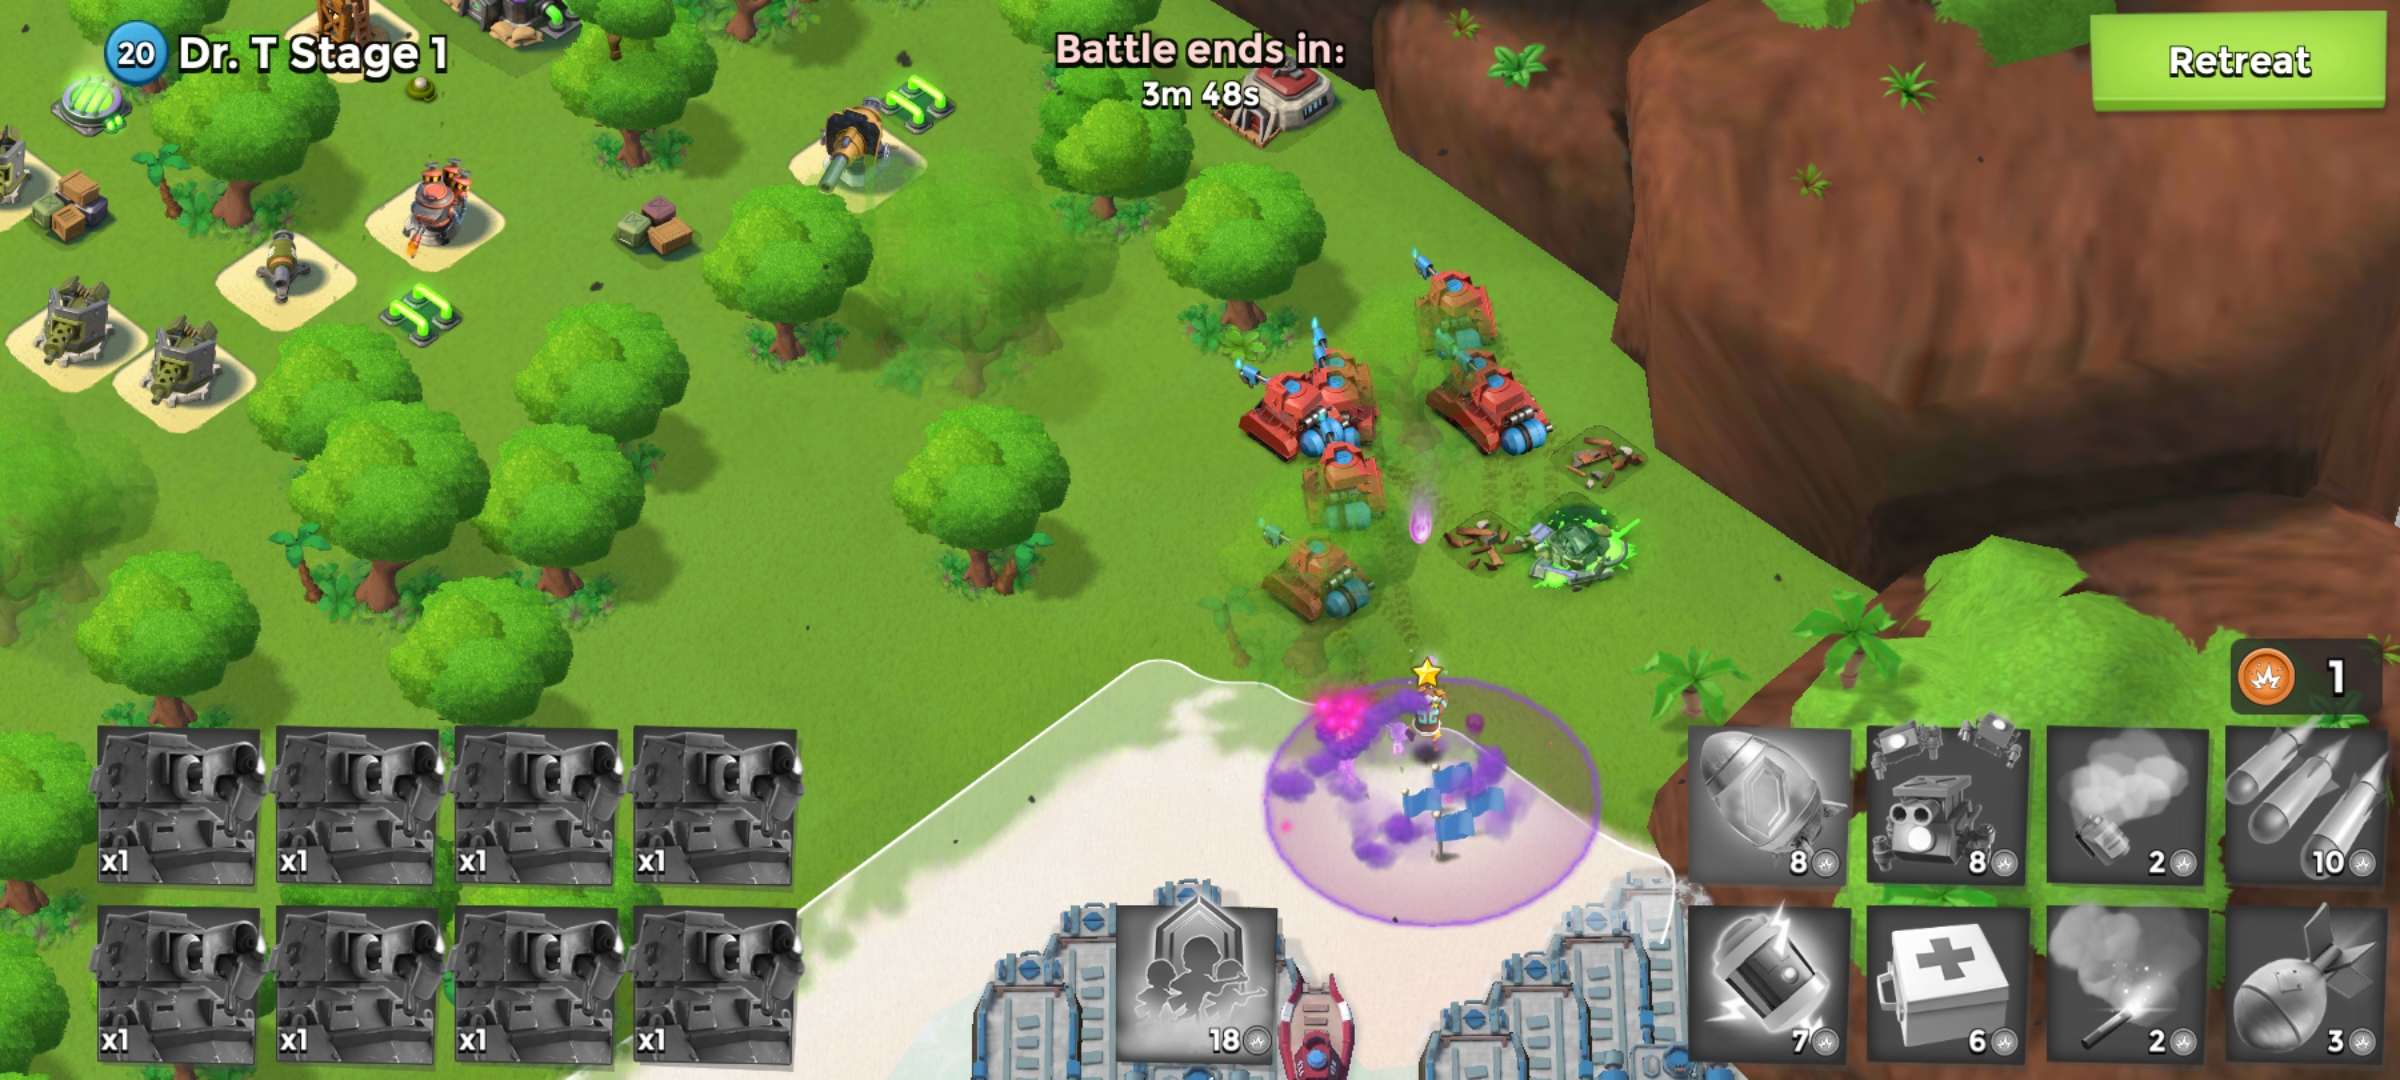 20 Dr. T Stage 1
Battle ends in:
3m 48s
Retreat
1
8 8 2 10
x1 x1 x1 x1
x1 x1 x1 x1
18
7 6 2 3